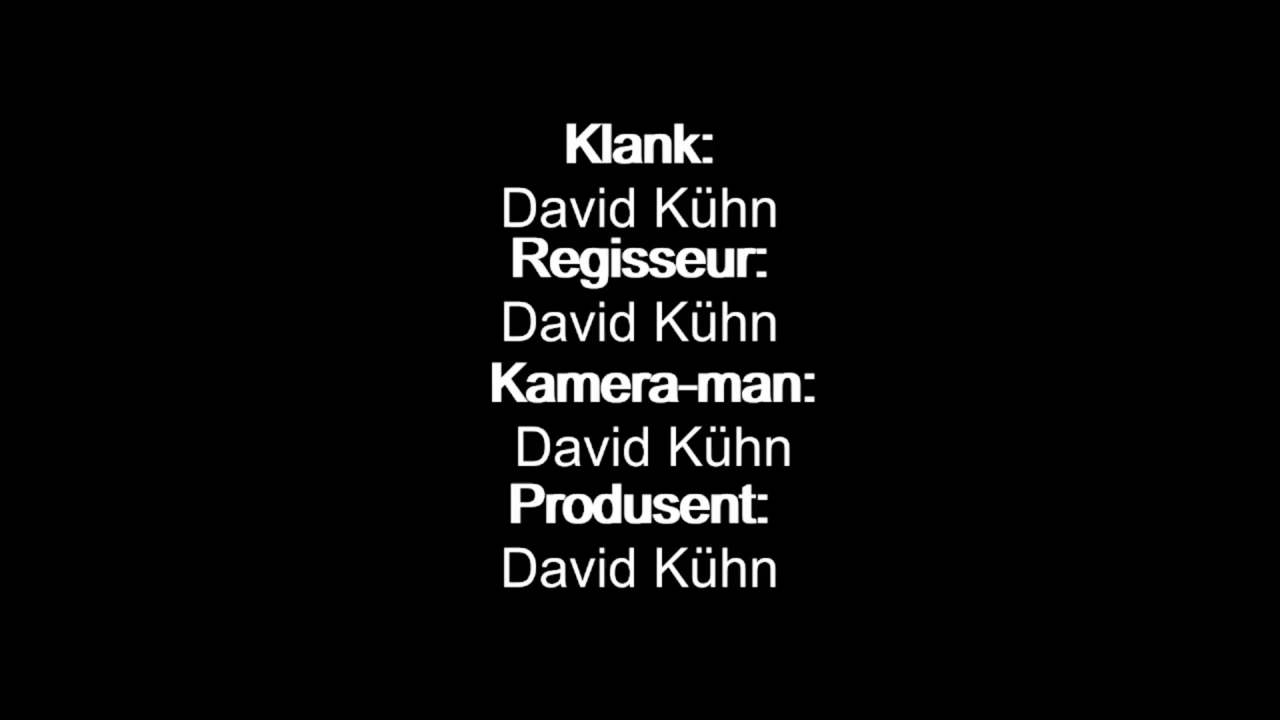 Klank:
David Kühn
Regisseur:
David Kühn
Kamera-man:
David Kühn
Produsent:
David Kühn